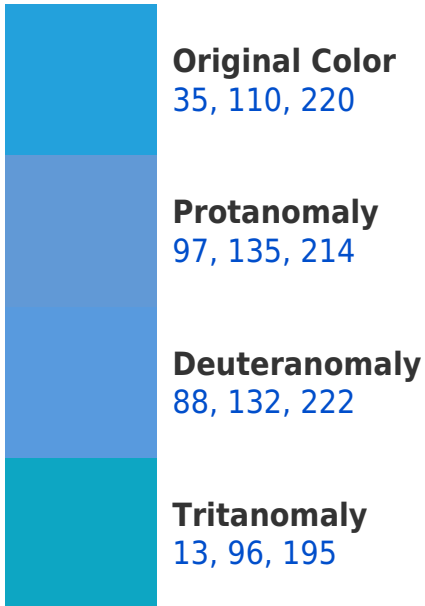 Original Color
35, 110, 220
Protanomaly
97, 135, 214
Deuteranomaly
88, 132, 222
Tritanomaly
13, 96, 195